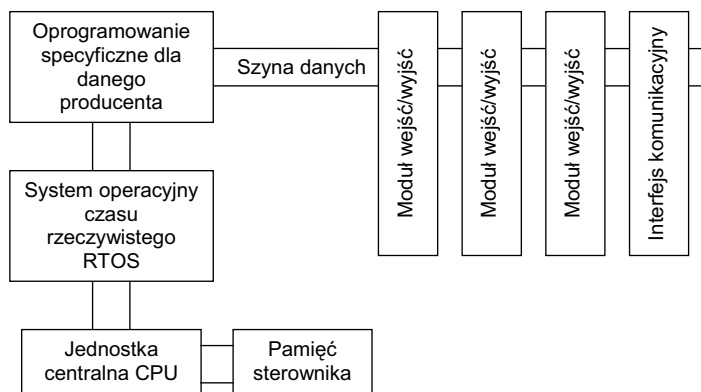 Oprogramowanie
specyficzne dla
danego
producenta
Szyna danych
Moduł wejść/wyjść
Moduł wejść/wyjść
Moduł wejść/wyjść
Interfejs komunikacyjny
System operacyjny
czasu
rzeczywistego
RTOS
Jednostka
centralna CPU
Pamięć
sterownika